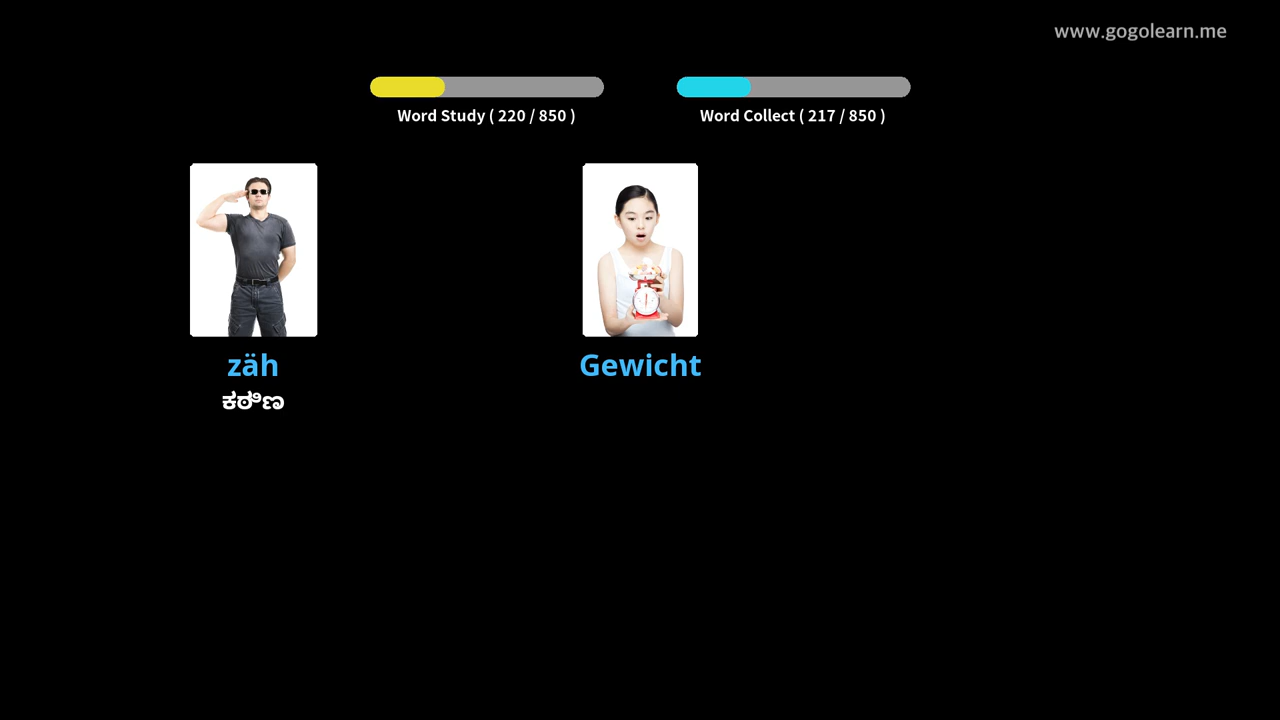 www.gogolearn.me
Word Study ( 220 / 850 )
Word Collect ( 217 / 850 )
zäh
Gewicht
ಕಠಿಣ